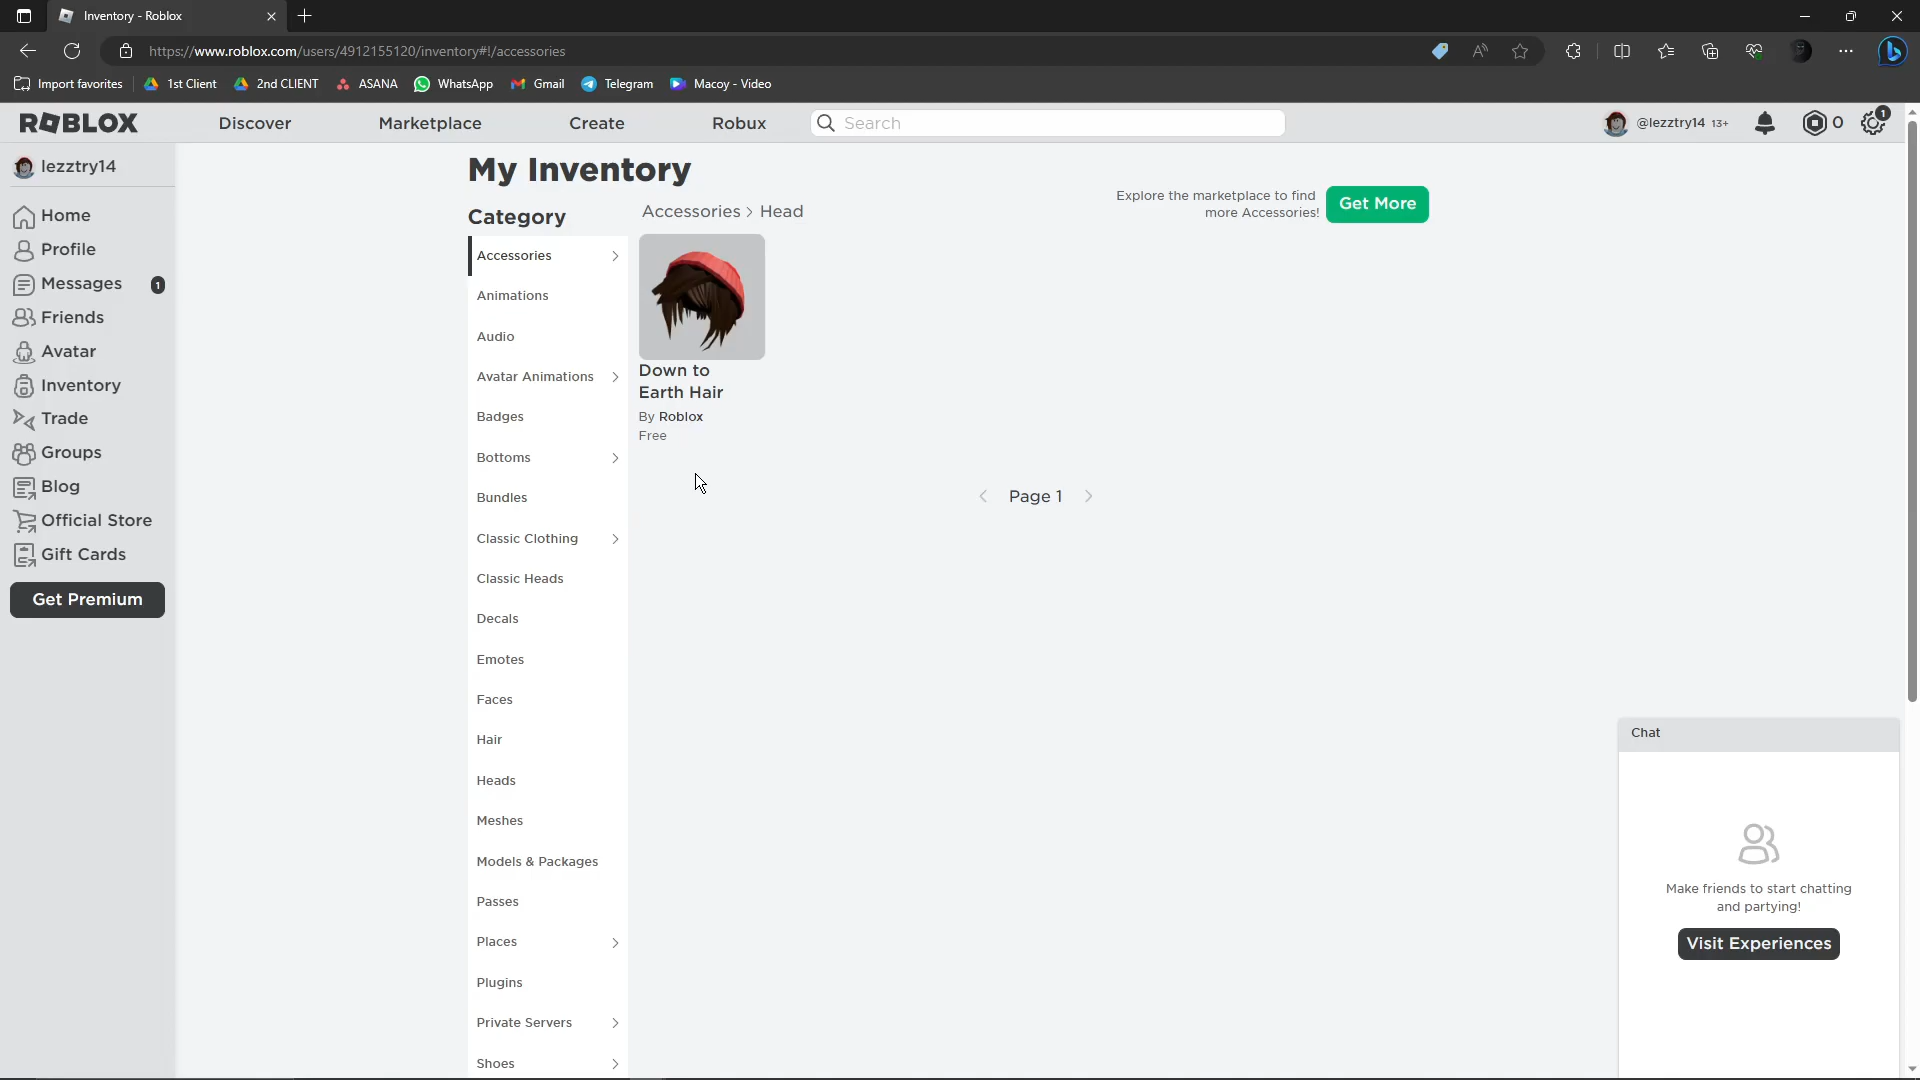 Inventory - Roblox
https://www.roblox.com/users/4912155120/inventory#!/accessories
Import favorites 1st Client 2nd CLIENT ASANA WhatsApp Gmail Telegram Macoy - Video
ROBLOX Discover Marketplace Create Robux Search @lezztry14 13+ 0 1
lezztry14
Home
Profile
Messages 1
Friends
Avatar
Inventory
Trade
Groups
Blog
Official Store
Gift Cards
Get Premium
My Inventory
Category
Accessories
Animations
Audio
Avatar Animations
Badges
Bottoms
Bundles
Classic Clothing
Classic Heads
Decals
Emotes
Faces
Hair
Heads
Meshes
Models & Packages
Passes
Places
Plugins
Private Servers
Shoes
Accessories > Head
Explore the marketplace to find
more Accessories!
Get More
Down to
Earth Hair
By Roblox
Free
< Page 1 >
Chat
Make friends to start chatting
and partying!
Visit Experiences